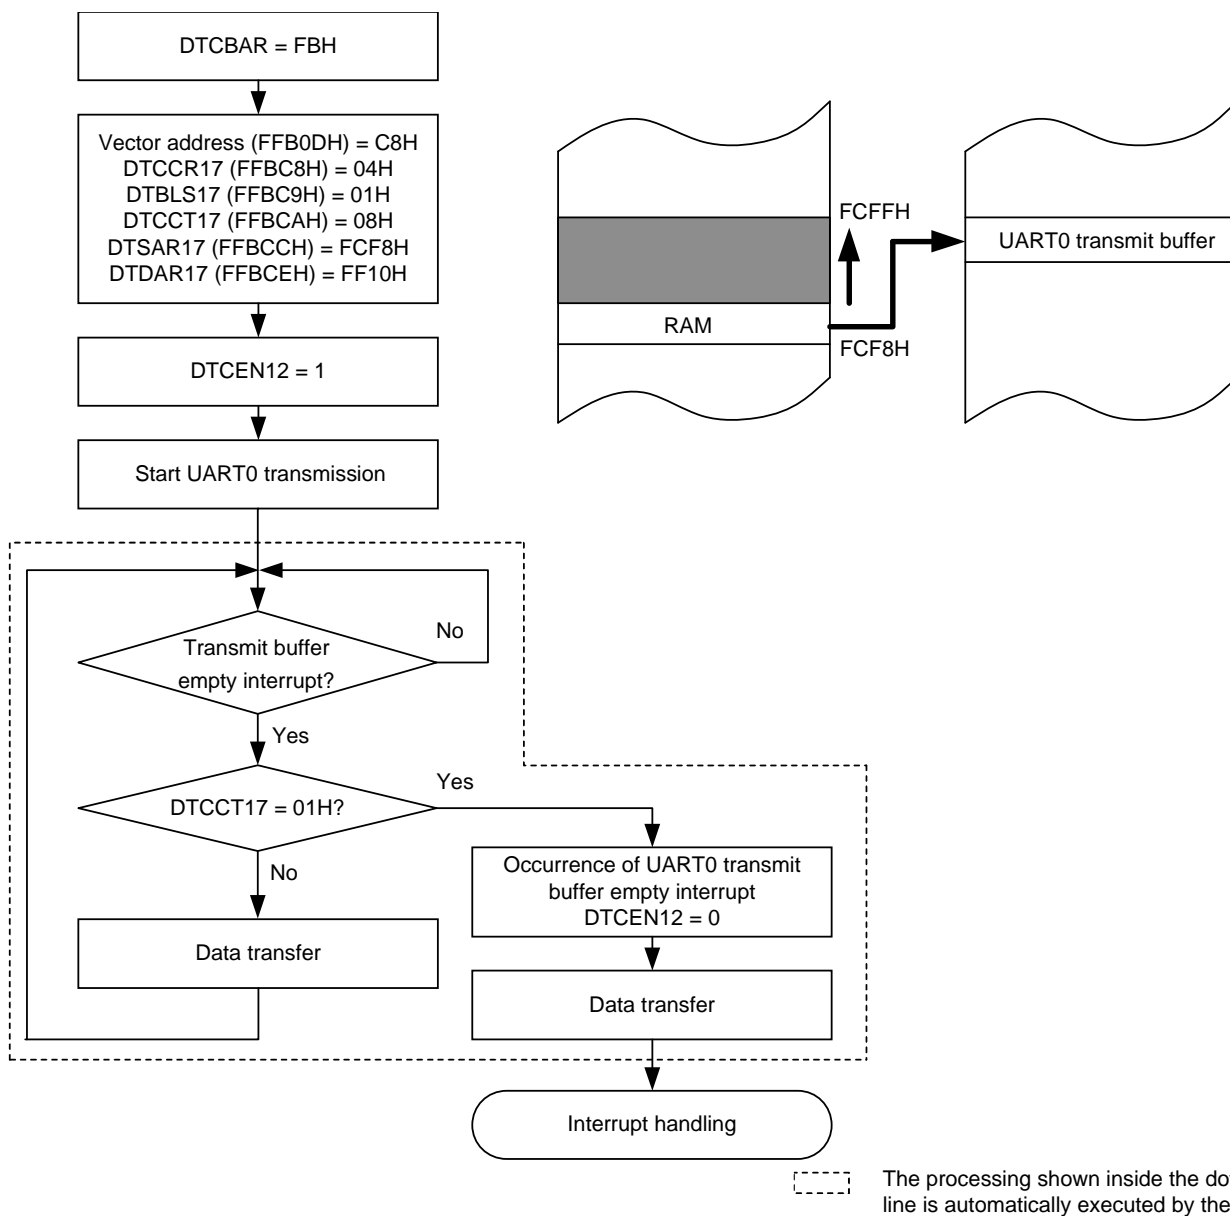 DTCBAR = FBH
Vector address (FFB0DH) = C8H
DTCCR17 (FFBC8H) = 04H
DTBLS17 (FFBC9H) = 01H
DTCCT17 (FFBCAH) = 08H
DTSAR17 (FFBCCH) = FCF8H
DTDAR17 (FFBCEH) = FF10H
DTCEN12 = 1
Start UART0 transmission
FCFFH
RAM
FCF8H
UART0 transmit buffer
Transmit buffer
empty interrupt?
No
Yes
DTCCT17 = 01H?
Yes
No
Data transfer
Occurrence of UART0 transmit
buffer empty interrupt
DTCEN12 = 0
Data transfer
Interrupt handling
The processing shown inside the
line is automatically executed by the